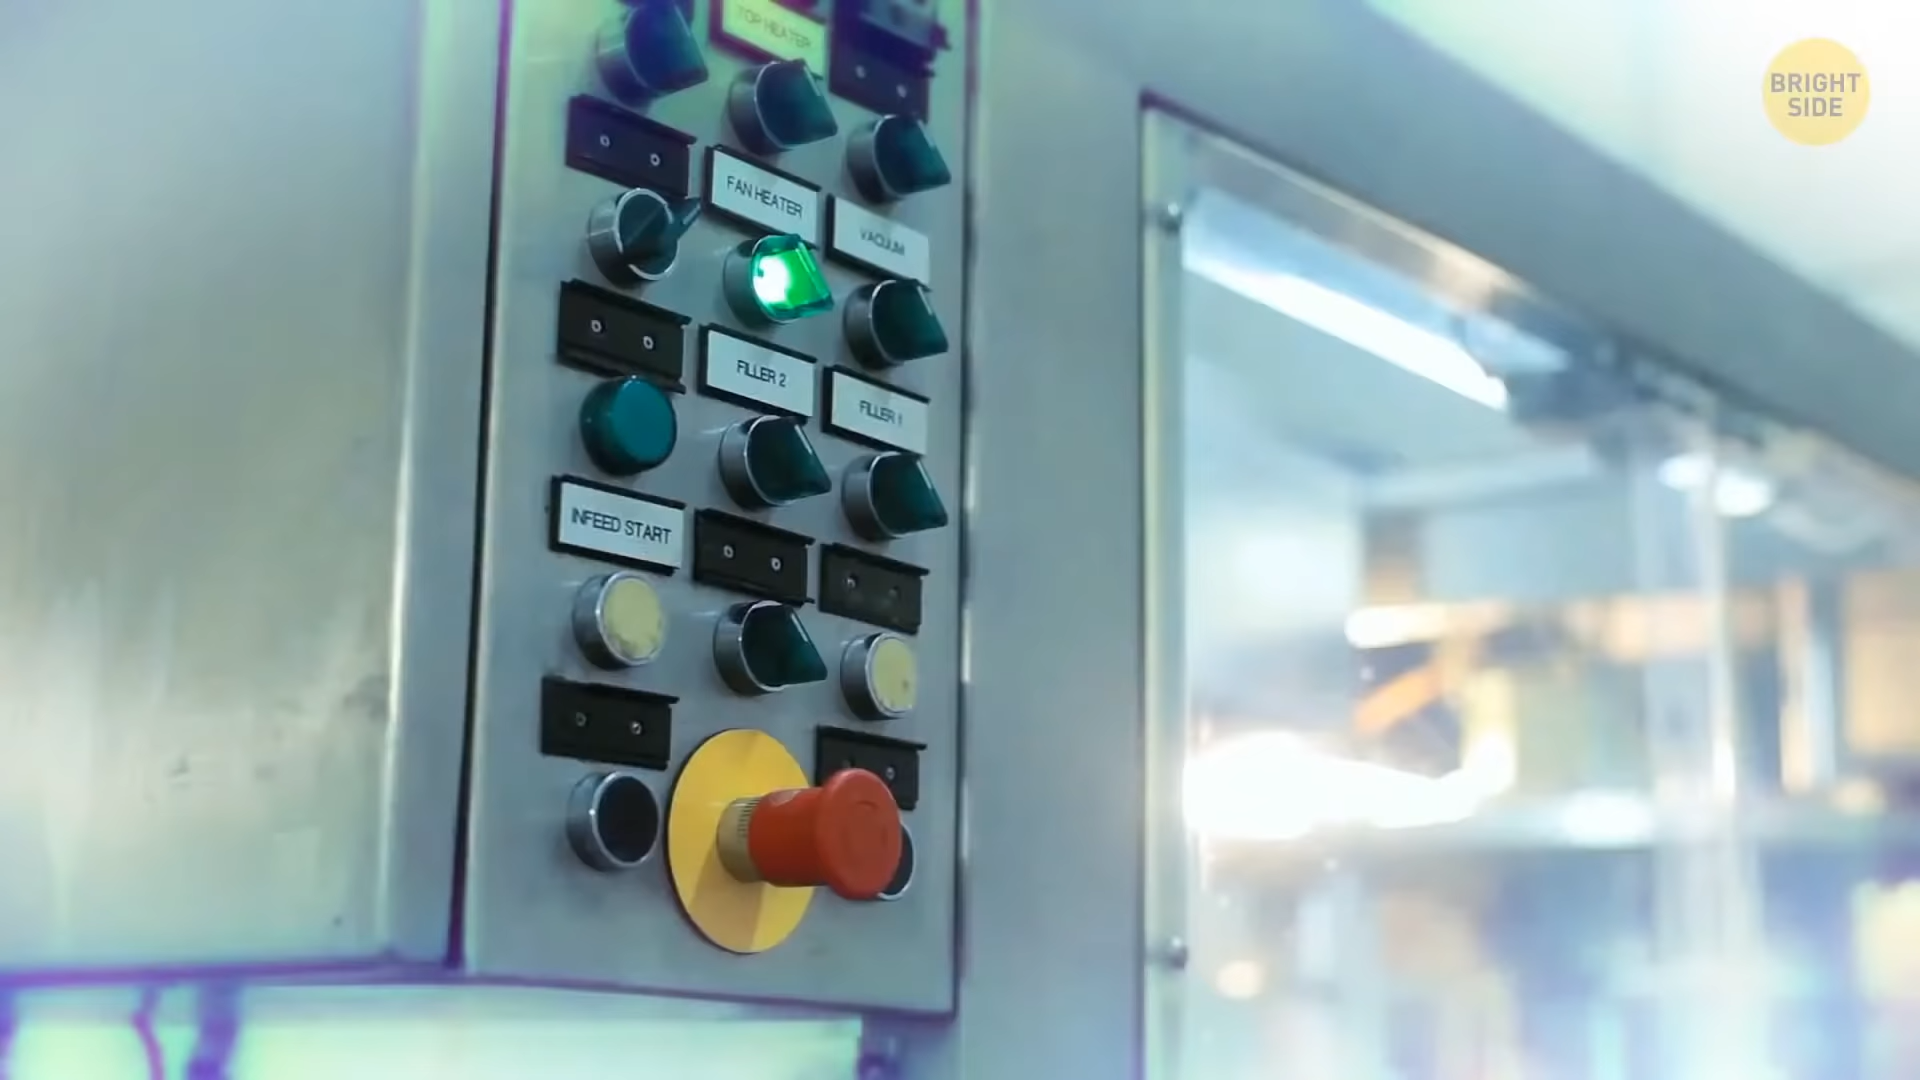 TOP HEATER
BRIGHT
SIDE
FAN HEATER
VACUUM
FILLER 2
FILLER 1
INFEED START